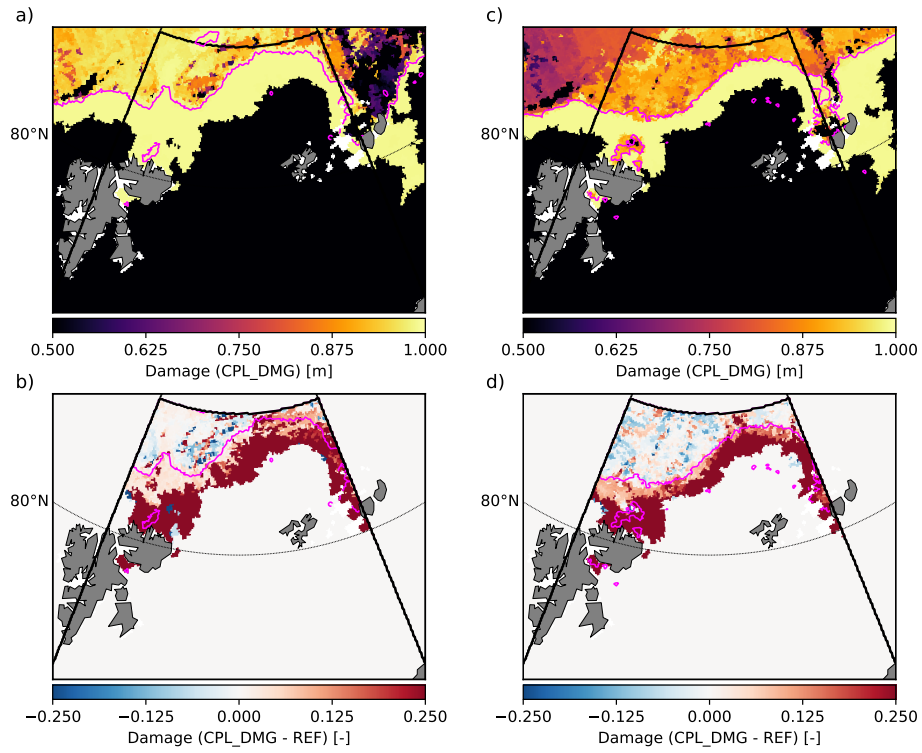 a)
c)
80°N
80°N
0.500 0.625 0.750 0.875 1.000
Damage (CPL_DMG) [m]
0.500 0.625 0.750 0.875 1.000
Damage (CPL_DMG) [m]
b)
d)
80°N
80°N
−0.250 −0.125 0.000 0.125 0.250
Damage (CPL_DMG - REF) [-]
−0.250 −0.125 0.000 0.125 0.250
Damage (CPL_DMG - REF) [-]